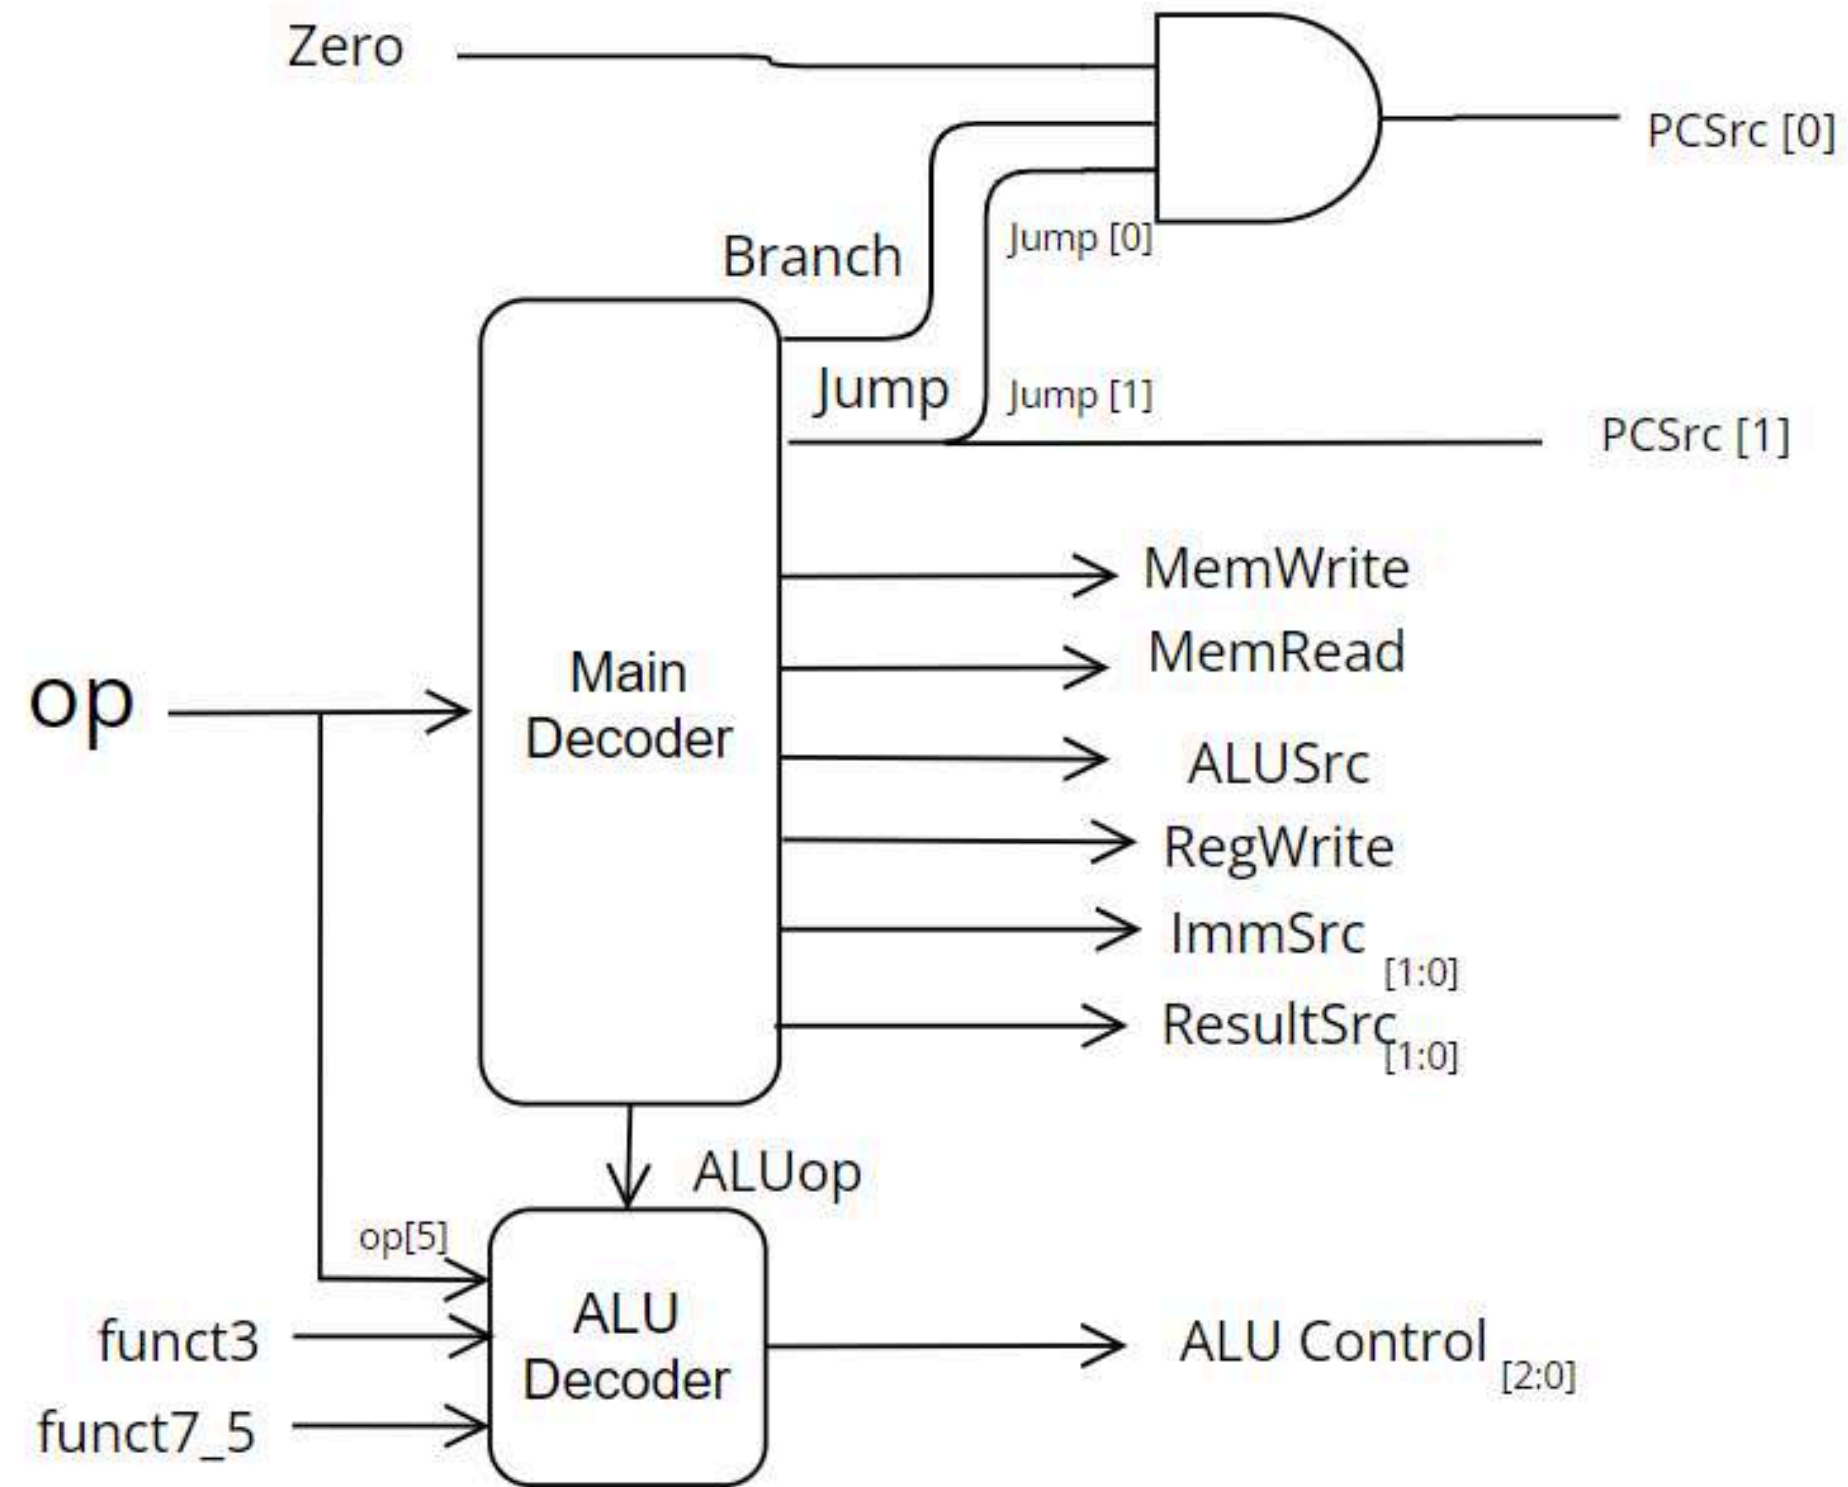 Zero
PCSrc [0]
Jump [0]
Branch
Jump
Jump [1]
PCSrc [1]
MemWrite
MemRead
op
Main
Decoder
ALUSrc
RegWrite
ImmSrc [1:0]
ResultSrc [1:0]
ALUop
op[5]
funct3
funct7_5
ALU
Decoder
ALU Control [2:0]